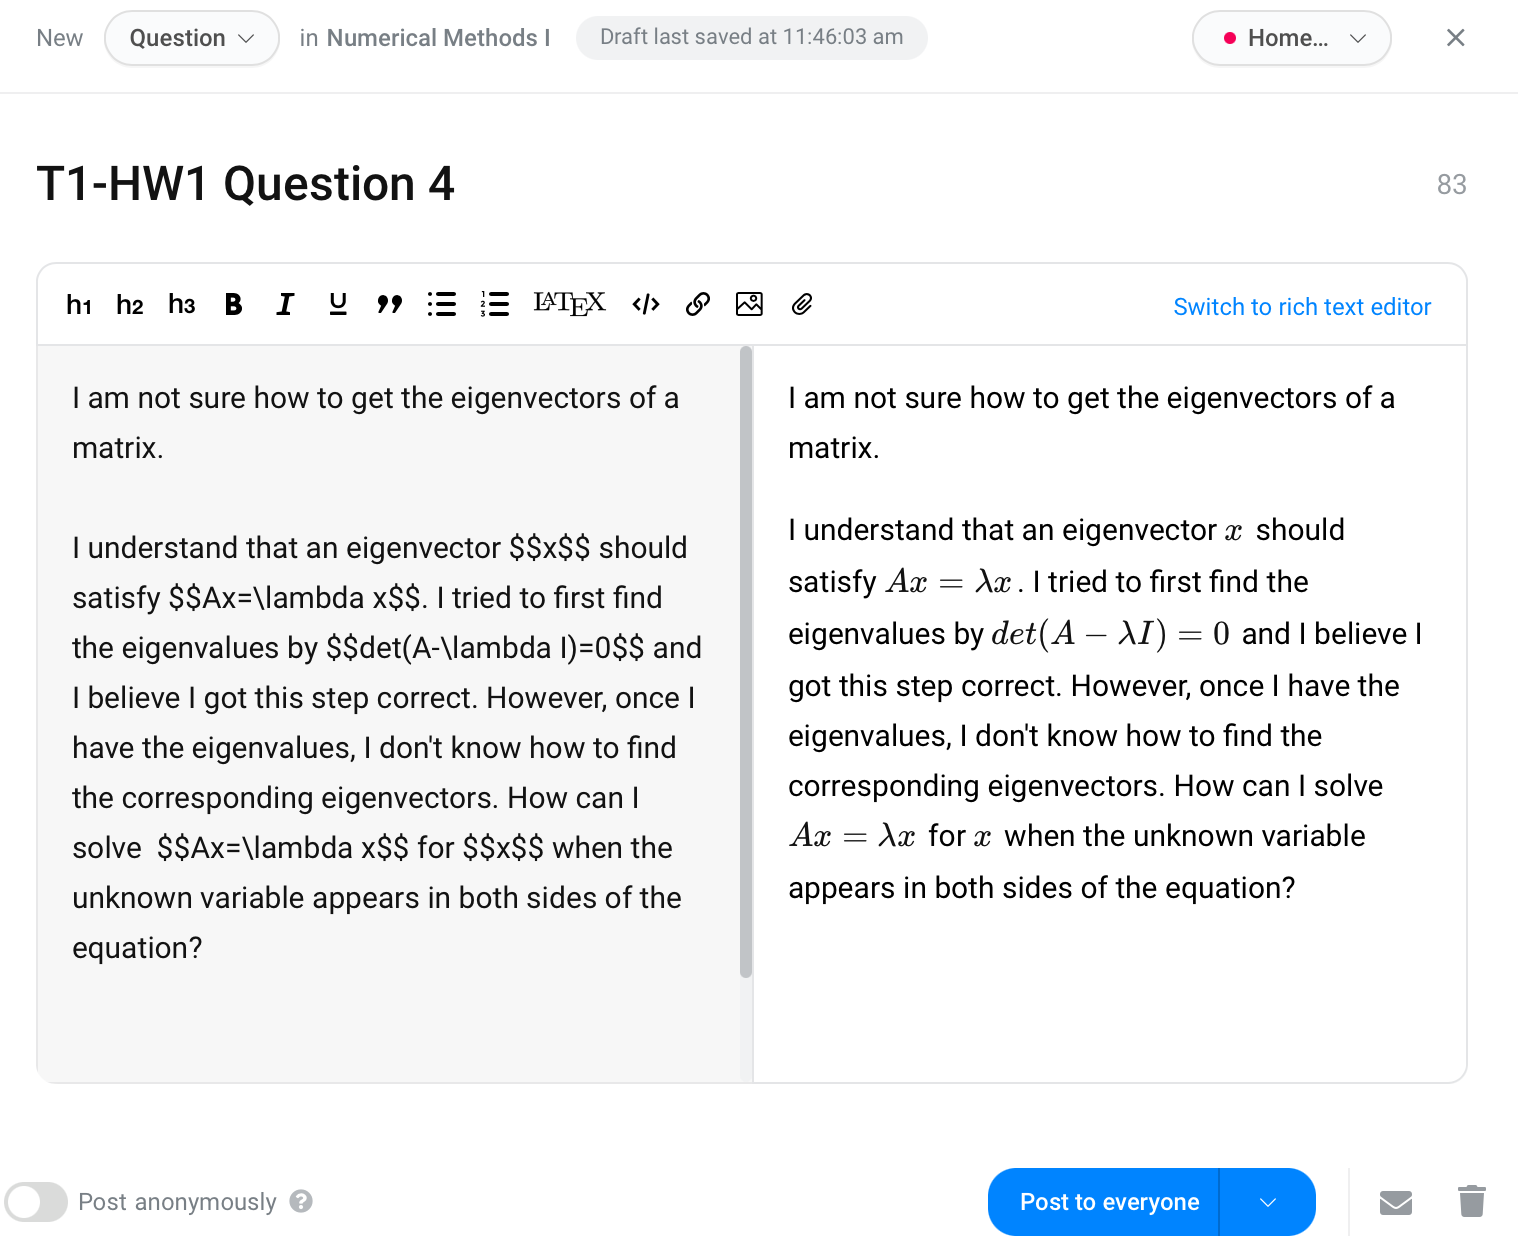 New Question in Numerical Methods I Draft last saved at 11:46:03 am Home...
T1-HW1 Question 4 83
h1 h2 h3 B I U LATEX Switch to rich text editor
I am not sure how to get the eigenvectors of a
matrix.
I understand that an eigenvector $$x$$ should
satisfy $$Ax=\lambda x$$. I tried to first find
the eigenvalues by $$det(A-\lambda I)=0$$ and
I believe I got this step correct. However, once I
have the eigenvalues, I don't know how to find
the corresponding eigenvectors. How can I
solve  $$Ax=\lambda x$$ for $$x$$ when the
unknown variable appears in both sides of the
equation?
I am not sure how to get the eigenvectors of a
matrix.
I understand that an eigenvector x should
satisfy Ax = λx. I tried to first find the
eigenvalues by det(A − λI) = 0 and I believe I
got this step correct. However, once I have the
eigenvalues, I don't know how to find the
corresponding eigenvectors. How can I solve
Ax = λx for x when the unknown variable
appears in both sides of the equation?
Post anonymously ? Post to everyone